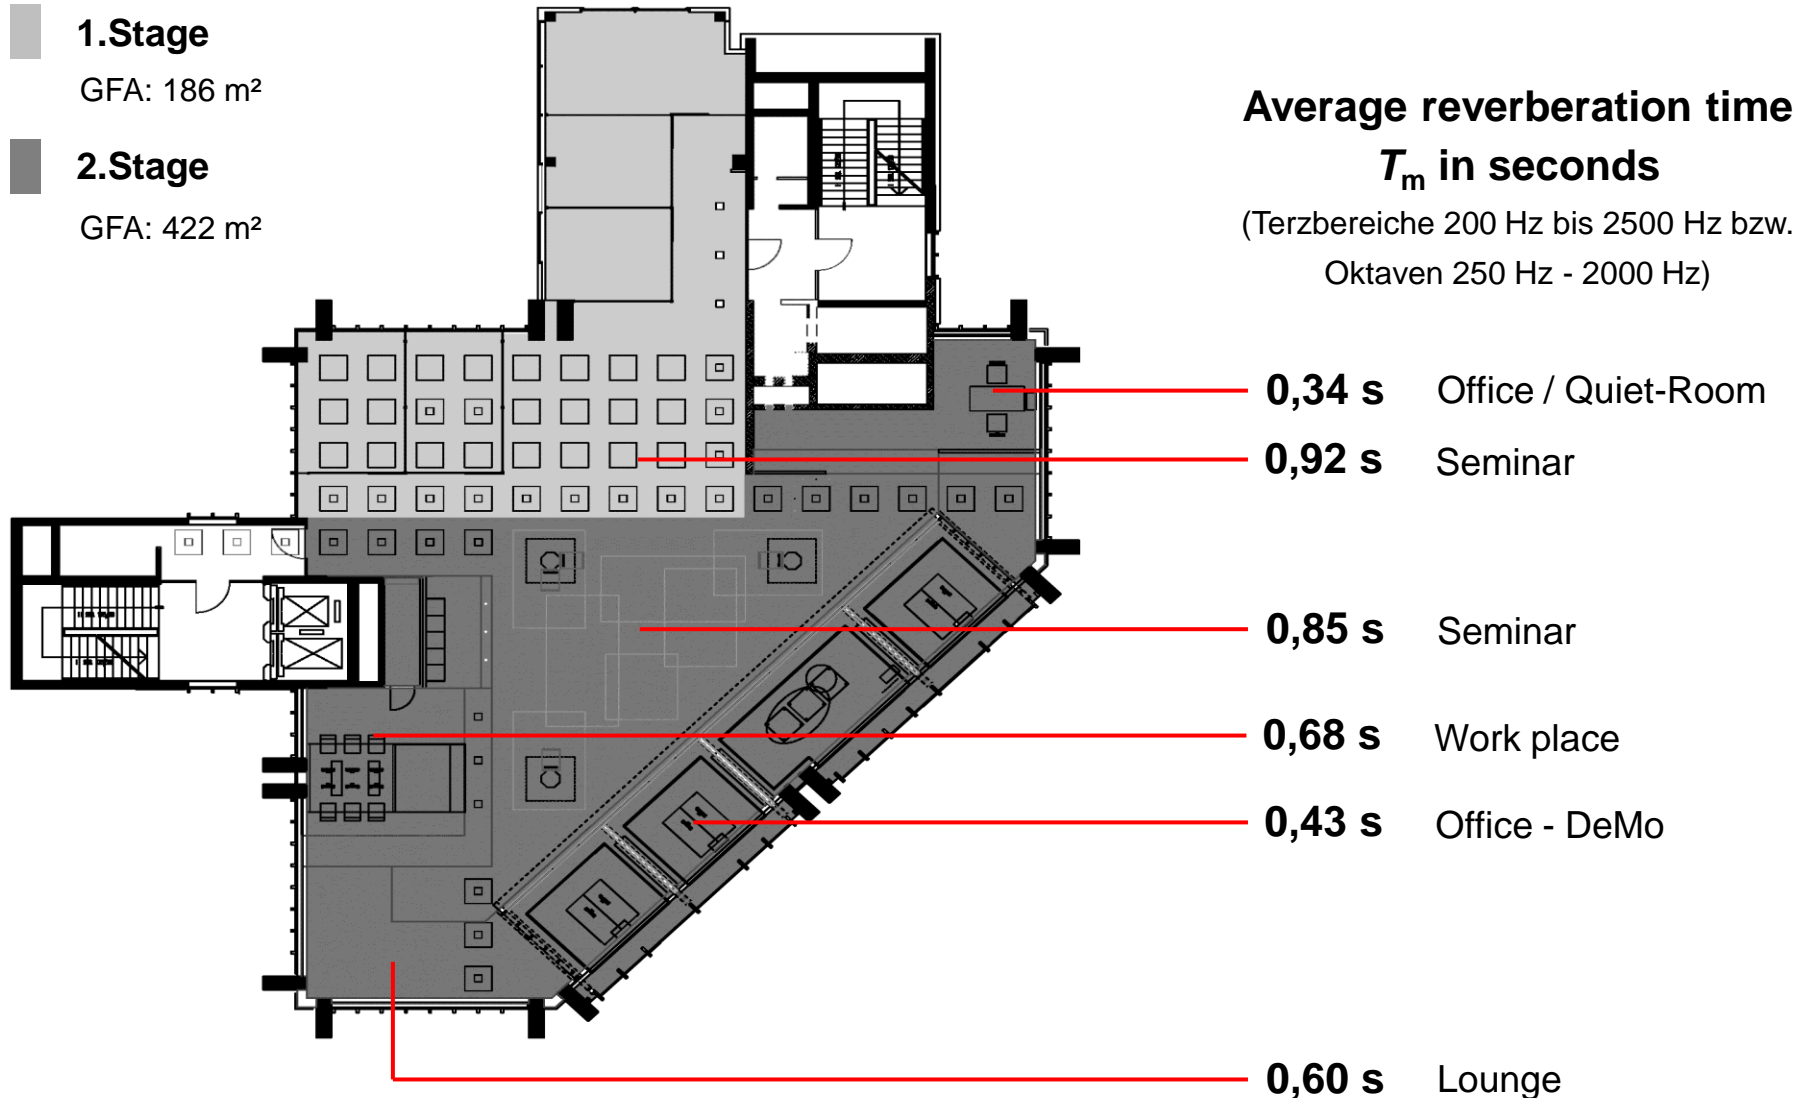 1.Stage
GFA: 186 m²
2.Stage
GFA: 422 m²
Average reverberation time
Tm in seconds
(Terzbereiche 200 Hz bis 2500 Hz bzw.
Oktaven 250 Hz - 2000 Hz)
0,34 s Office / Quiet-Room
0,92 s Seminar
0,85 s Seminar
0,68 s Work place
0,43 s Office - DeMo
0,60 s Lounge